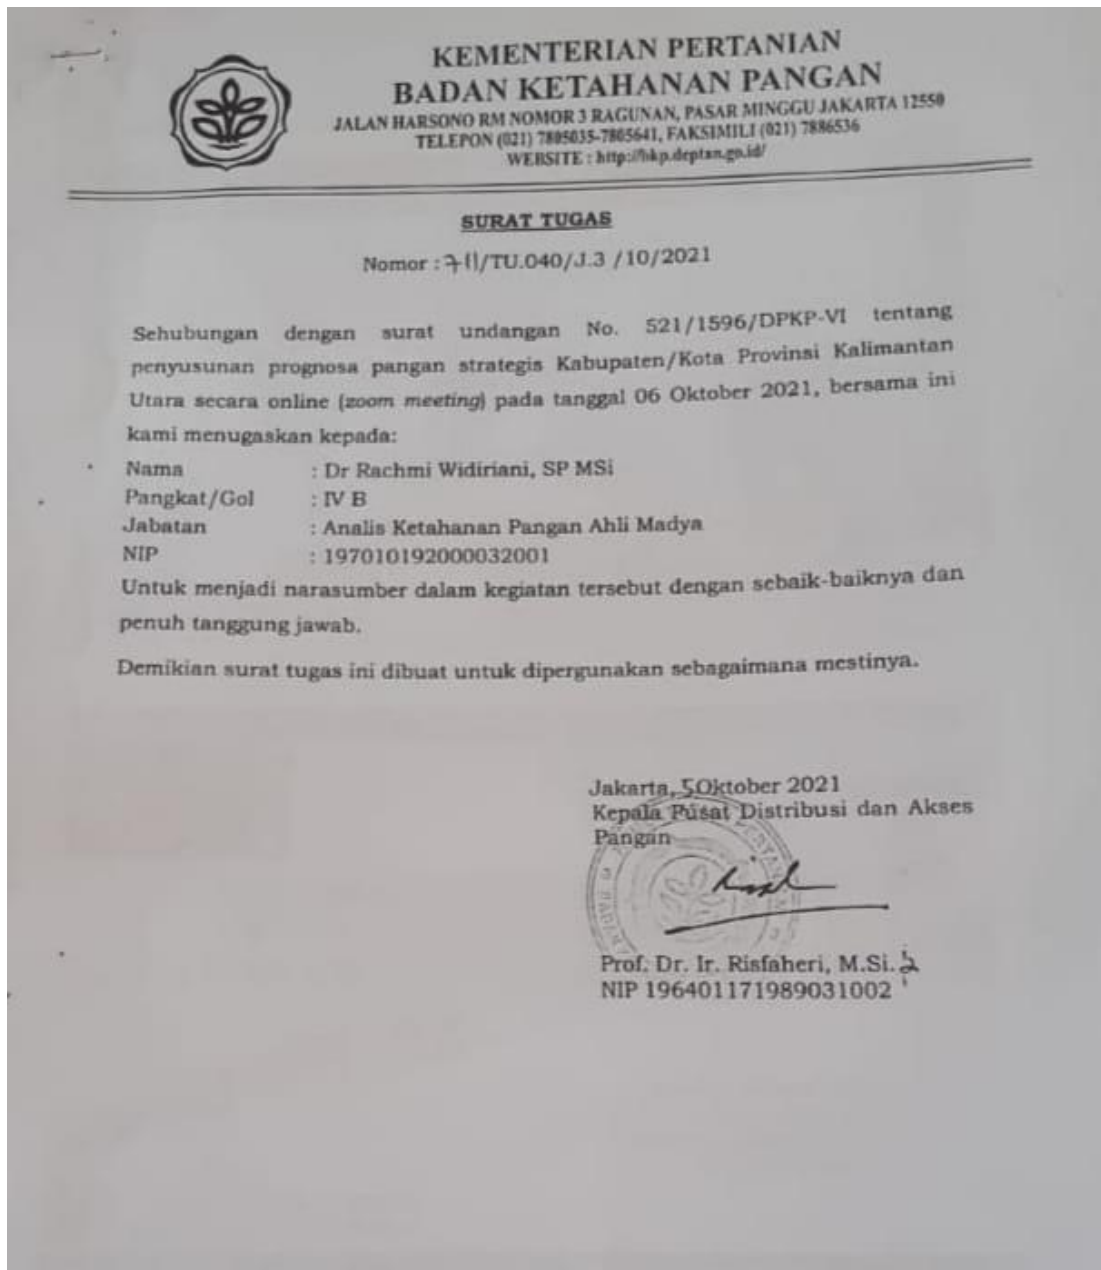 KEMENTERIAN PERTANIAN
BADAN KETAHANAN PANGAN
JALAN HARSONO RM NOMOR 3 RAGUNAN, PASAR MINGGU JAKARTA 12550
TELEPON (021) 7805035-7805641, FAKSIMILI (021) 7886536
WEBSITE : http://bkp.deptan.go.id/
SURAT TUGAS
Nomor : 711/TU.040/J.3 /10/2021
Sehubungan dengan surat undangan No. 521/1596/DPKP-VI tentang
penyusunan prognosa pangan strategis Kabupaten/Kota Provinsi Kalimantan
Utara secara online (zoom meeting) pada tanggal 06 Oktober 2021, bersama ini
kami menugaskan kepada:
Nama : Dr Rachmi Widiriani, SP MSi
Pangkat/Gol : IV B
Jabatan : Analis Ketahanan Pangan Ahli Madya
NIP : 197010192000032001
Untuk menjadi narasumber dalam kegiatan tersebut dengan sebaik-baiknya dan
penuh tanggung jawab.
Demikian surat tugas ini dibuat untuk dipergunakan sebagaimana mestinya.
Jakarta, 5 Oktober 2021
Kepala Pusat Distribusi dan Akses
Pangan
Prof. Dr. Ir. Risfaheri, M.Si.
NIP 196401171989031002